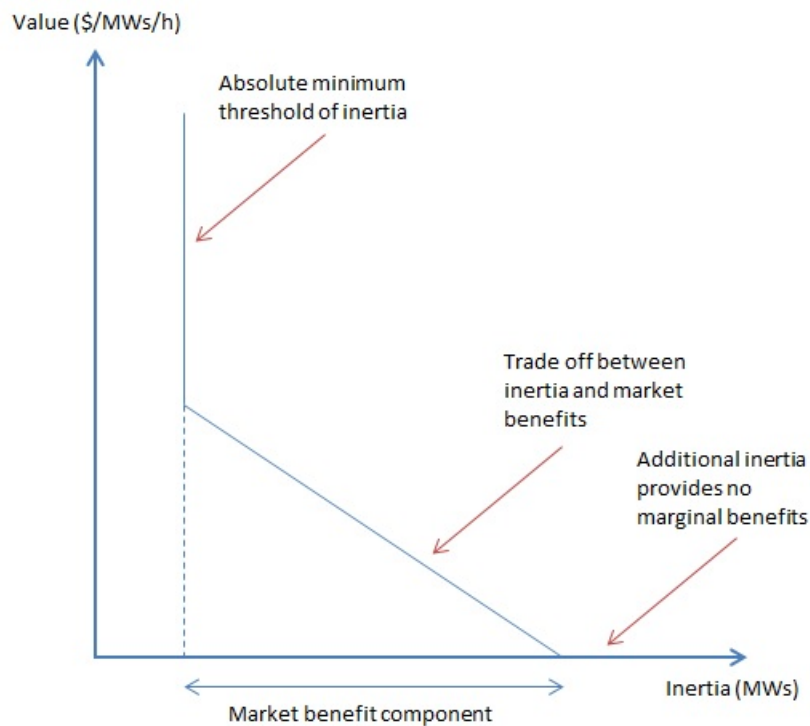 Value ($/MWs/h)
Absolute minimum
threshold of inertia
Trade off between
inertia and market
benefits
Additional inertia
provides no
marginal benefits
Inertia (MWs)
Market benefit component